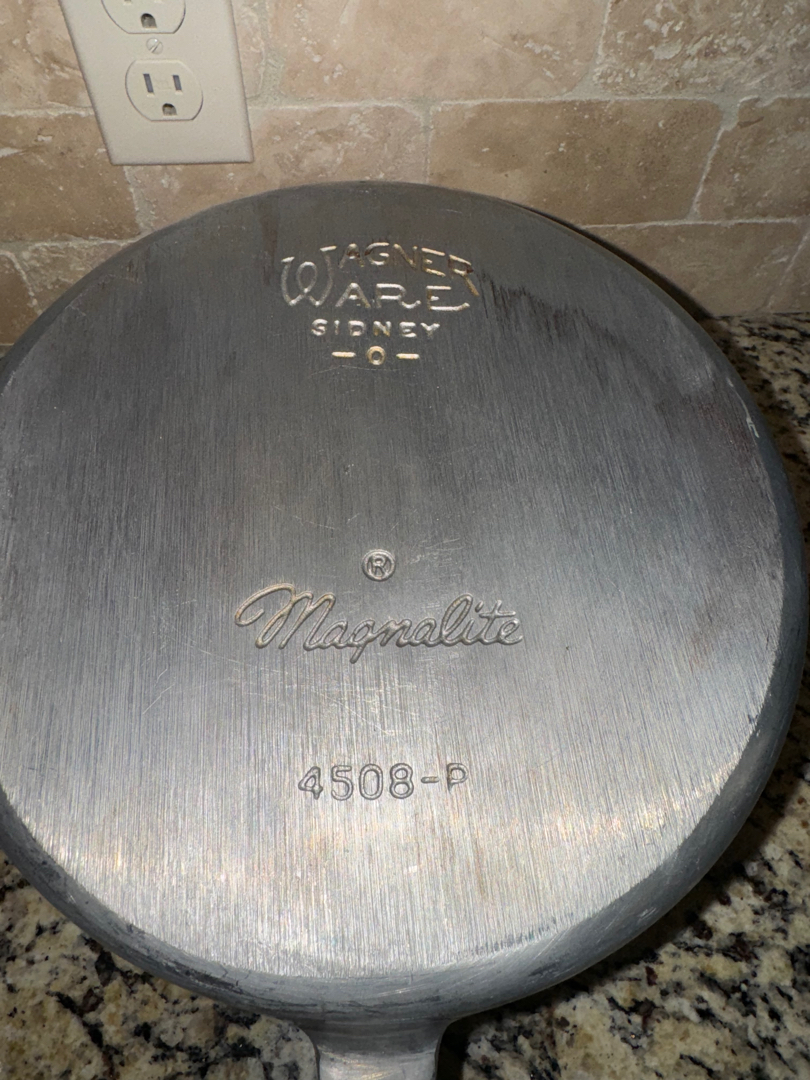 WAGNER
WARE
SIDNEY
-O-
®
Magnalite
4508-P